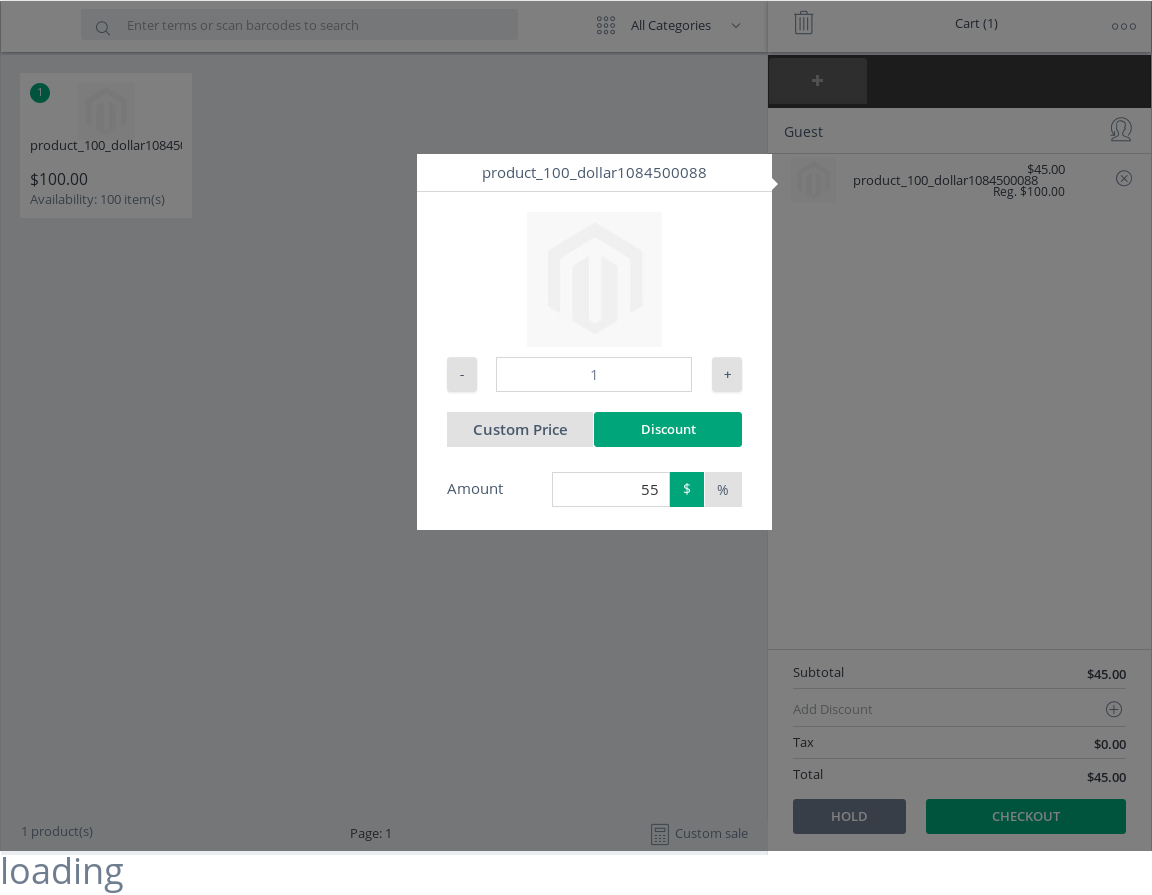 Enter terms or scan barcodes to search
All Categories
Cart (1)
+
Guest
1
product_100_dollar10845
$100.00
Availability: 100 item(s)
product_100_dollar1084500088
$45.00
Reg. $100.00
product_100_dollar1084500088
- 1 +
Custom Price Discount
Amount 55 $ %
Subtotal $45.00
Add Discount
Tax $0.00
Total $45.00
HOLD CHECKOUT
1 product(s) Page: 1 Custom sale
loading